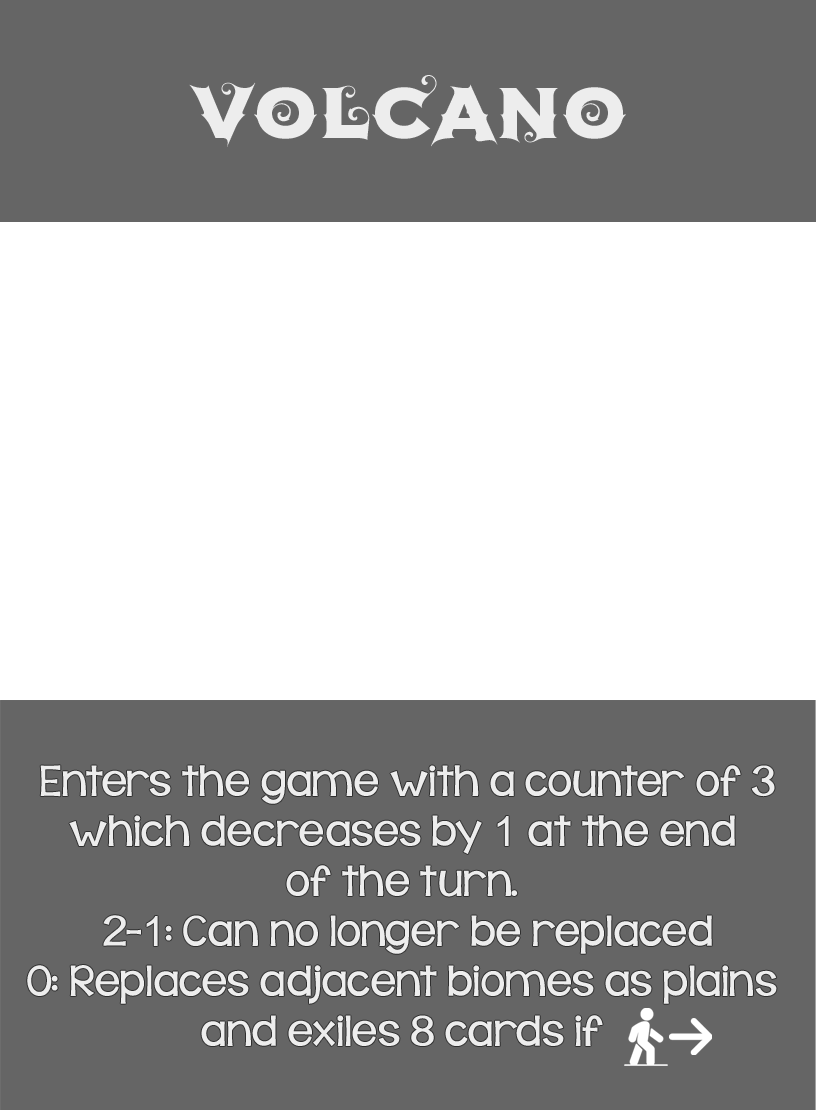 VOLCANO
Enters the game with a counter of 3
which decreases by 1 at the end
of the turn.
2-1: Can no longer be replaced
0: Replaces adjacent biomes as plains
and exiles 8 cards if